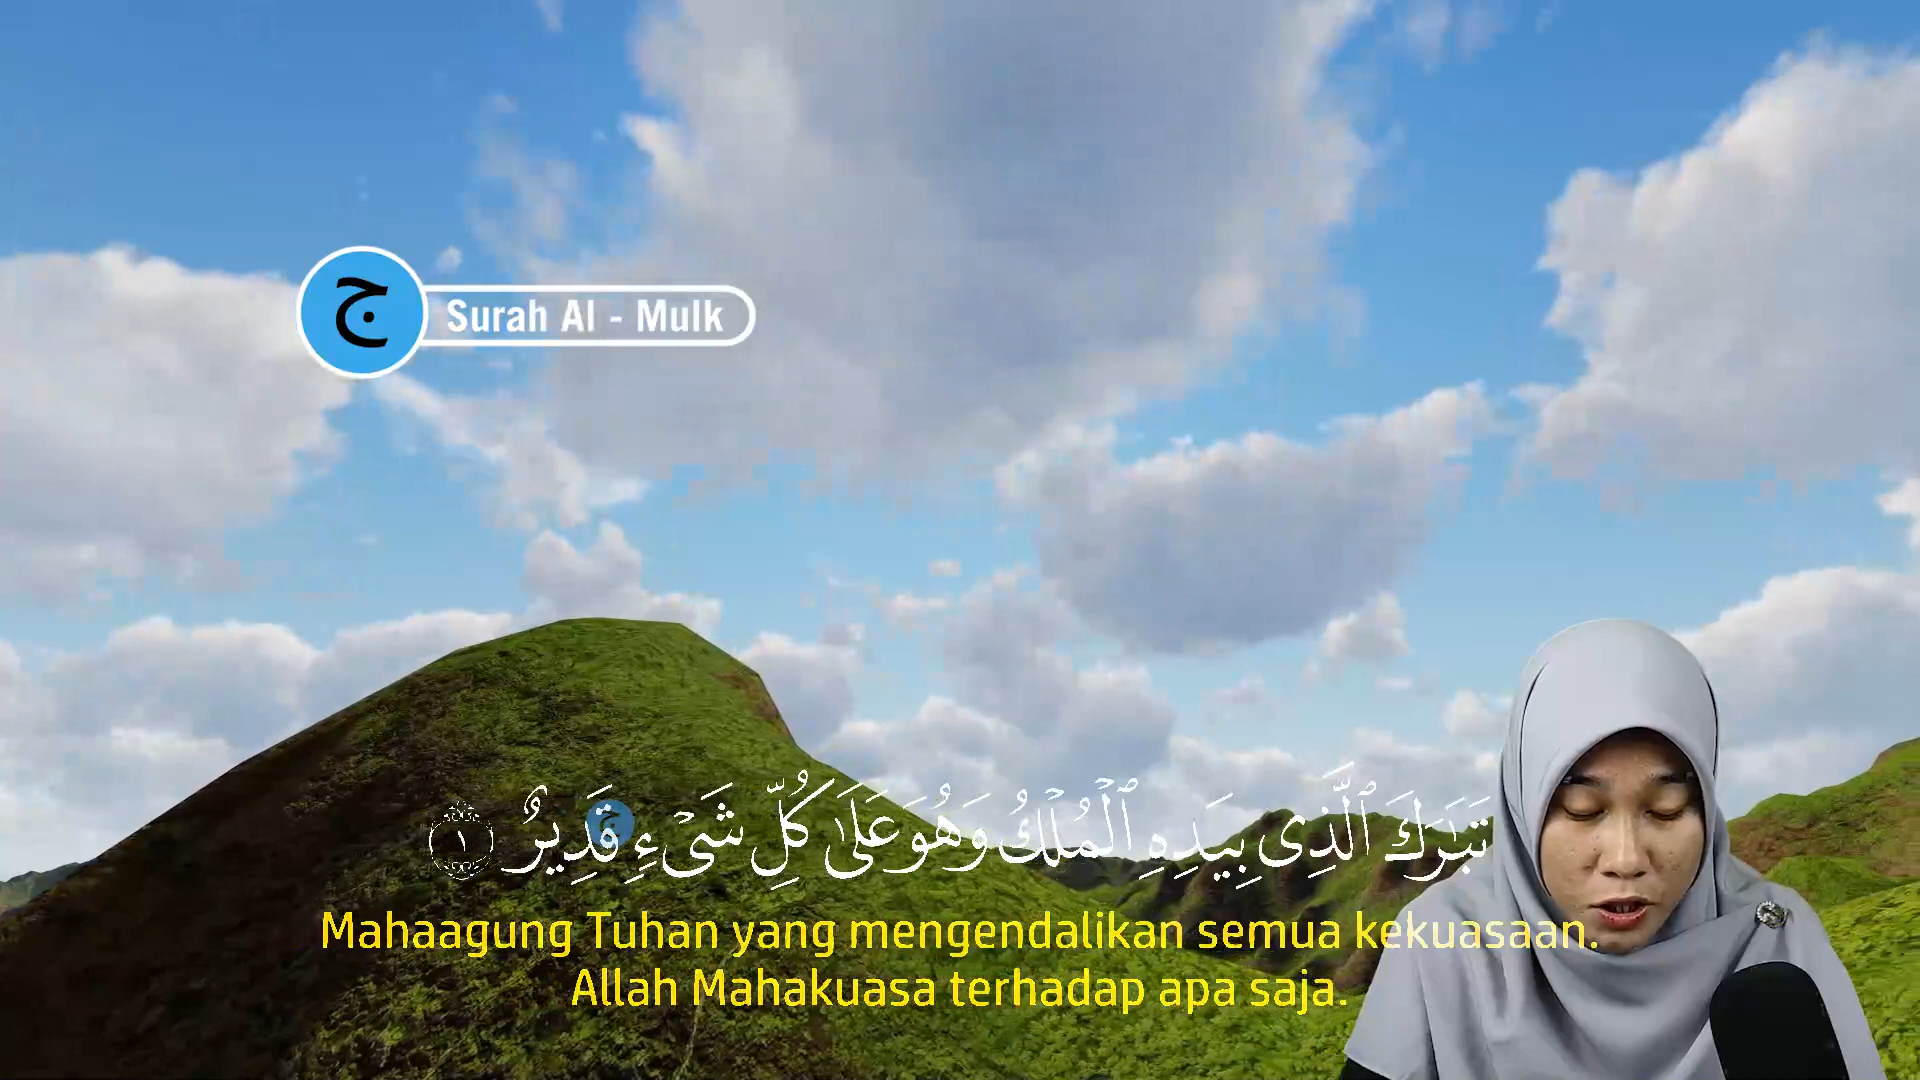 ج
Surah Al - Mulk
تَبَٰرَكَ ٱلَّذِى بِيَدِهِ ٱلْمُلْكُ وَهُوَ عَلَىٰ كُلِّ شَىْءٍ قَدِيرٌ ١
Mahaagung Tuhan yang mengendalikan semua kekuasaan.
Allah Mahakuasa terhadap apa saja.